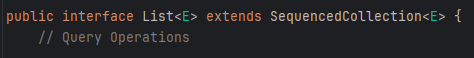 public interface List<E> extends SequencedCollection<E> {
    // Query Operations